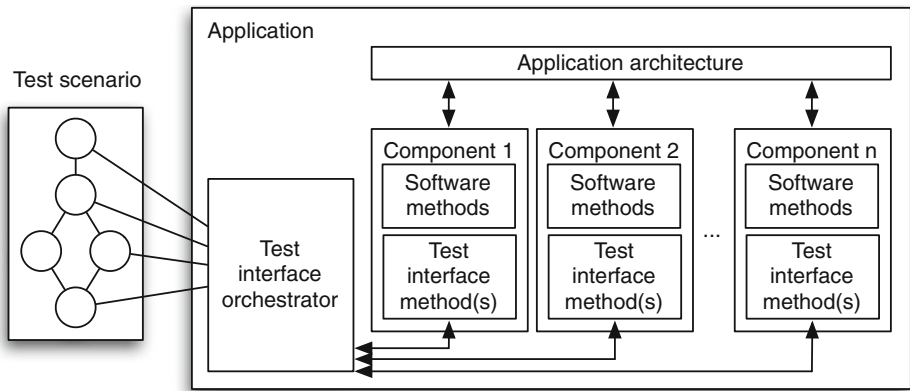 Test scenario
Application
Application architecture
Test
interface
orchestrator
Component 1
Software
methods
Test
interface
method(s)
Component 2
Software
methods
Test
interface
method(s)
...
Component n
Software
methods
Test
interface
method(s)